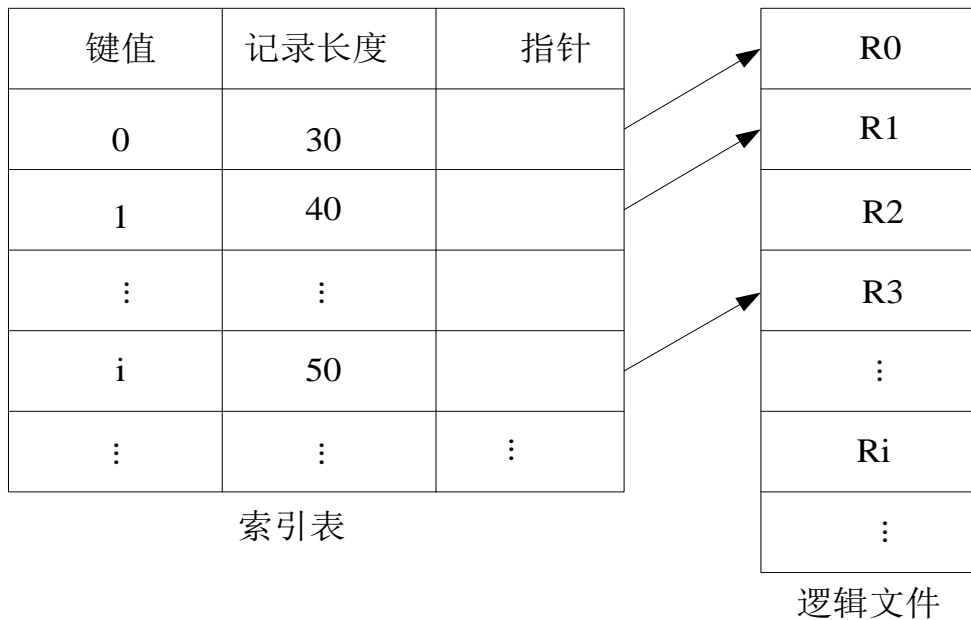 键值 记录长度 指针
0 30
1 40
⋮ ⋮
i 50
⋮ ⋮ ⋮
索引表
R0
R1
R2
R3
⋮
Ri
⋮
逻辑文件